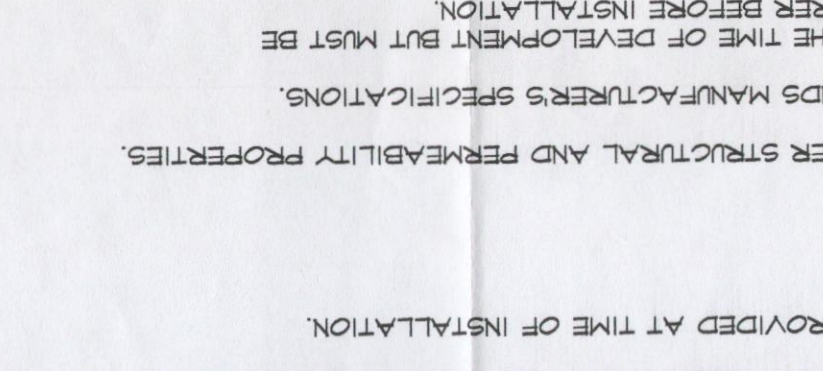 ROVIDED AT TIME OF INSTALLATION.
ER STRUCTURAL AND PERMEABILITY PROPERTIES.
DS MANUFACTURER'S SPECIFICATIONS.
HE TIME OF DEVELOPMENT BUT MUST BE
RER BEFORE INSTALLATION.